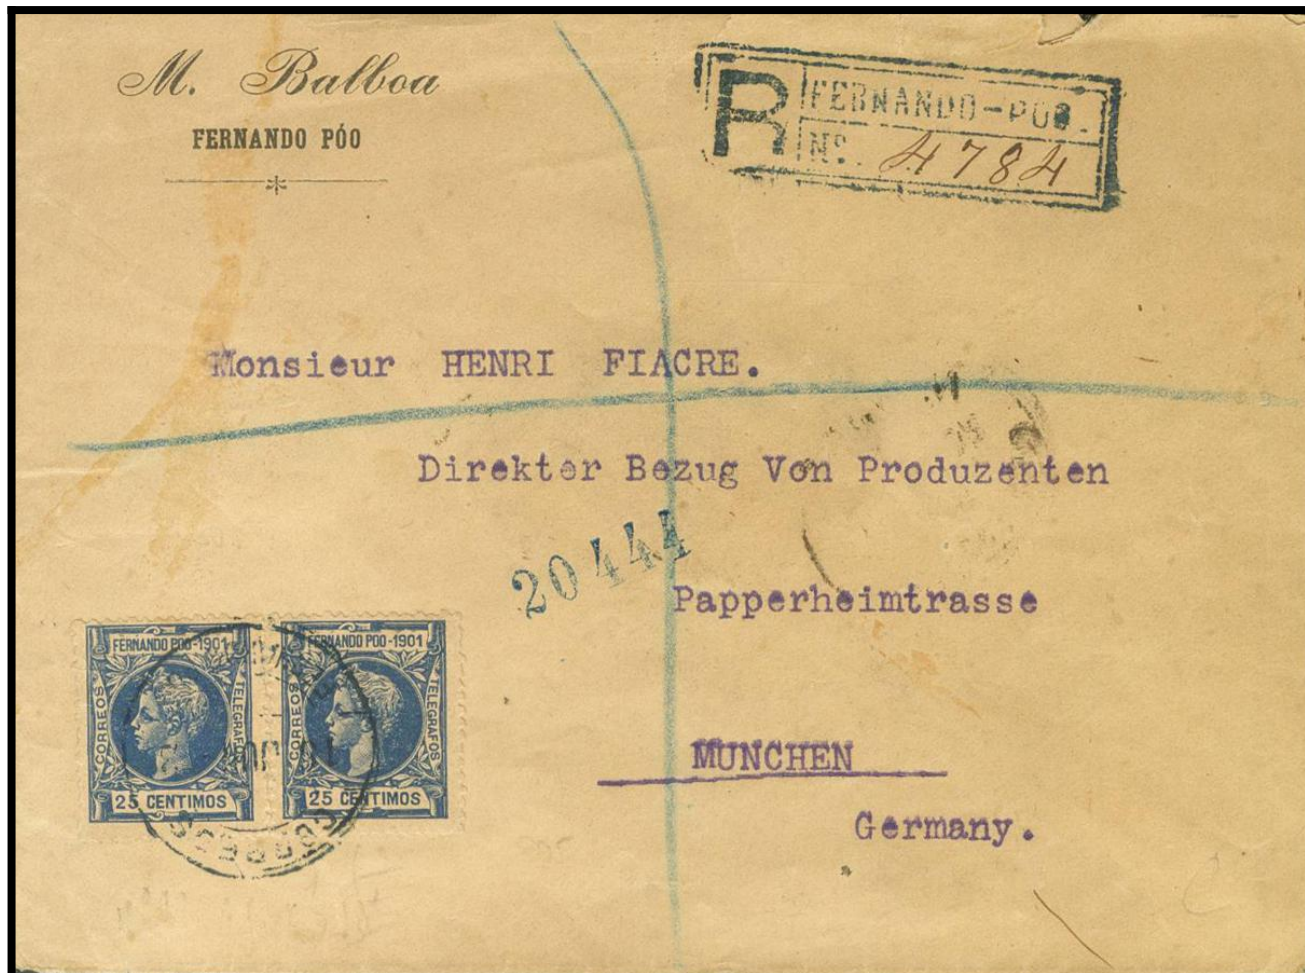 M. Balboa
FERNANDO PÓO
R
FERNANDO-POO.
No. 4784
Monsieur HENRI FIACRE.
Direkter Bezug Von Produzenten
20444
Papperheimtrasse
MUNCHEN
Germany.
FERNANDO POO-1901
CORREOS
TELEGRAFOS
25 CENTIMOS
FERNANDO POO-1901
CORREOS
TELEGRAFOS
25 CENTIMOS
CORREOS